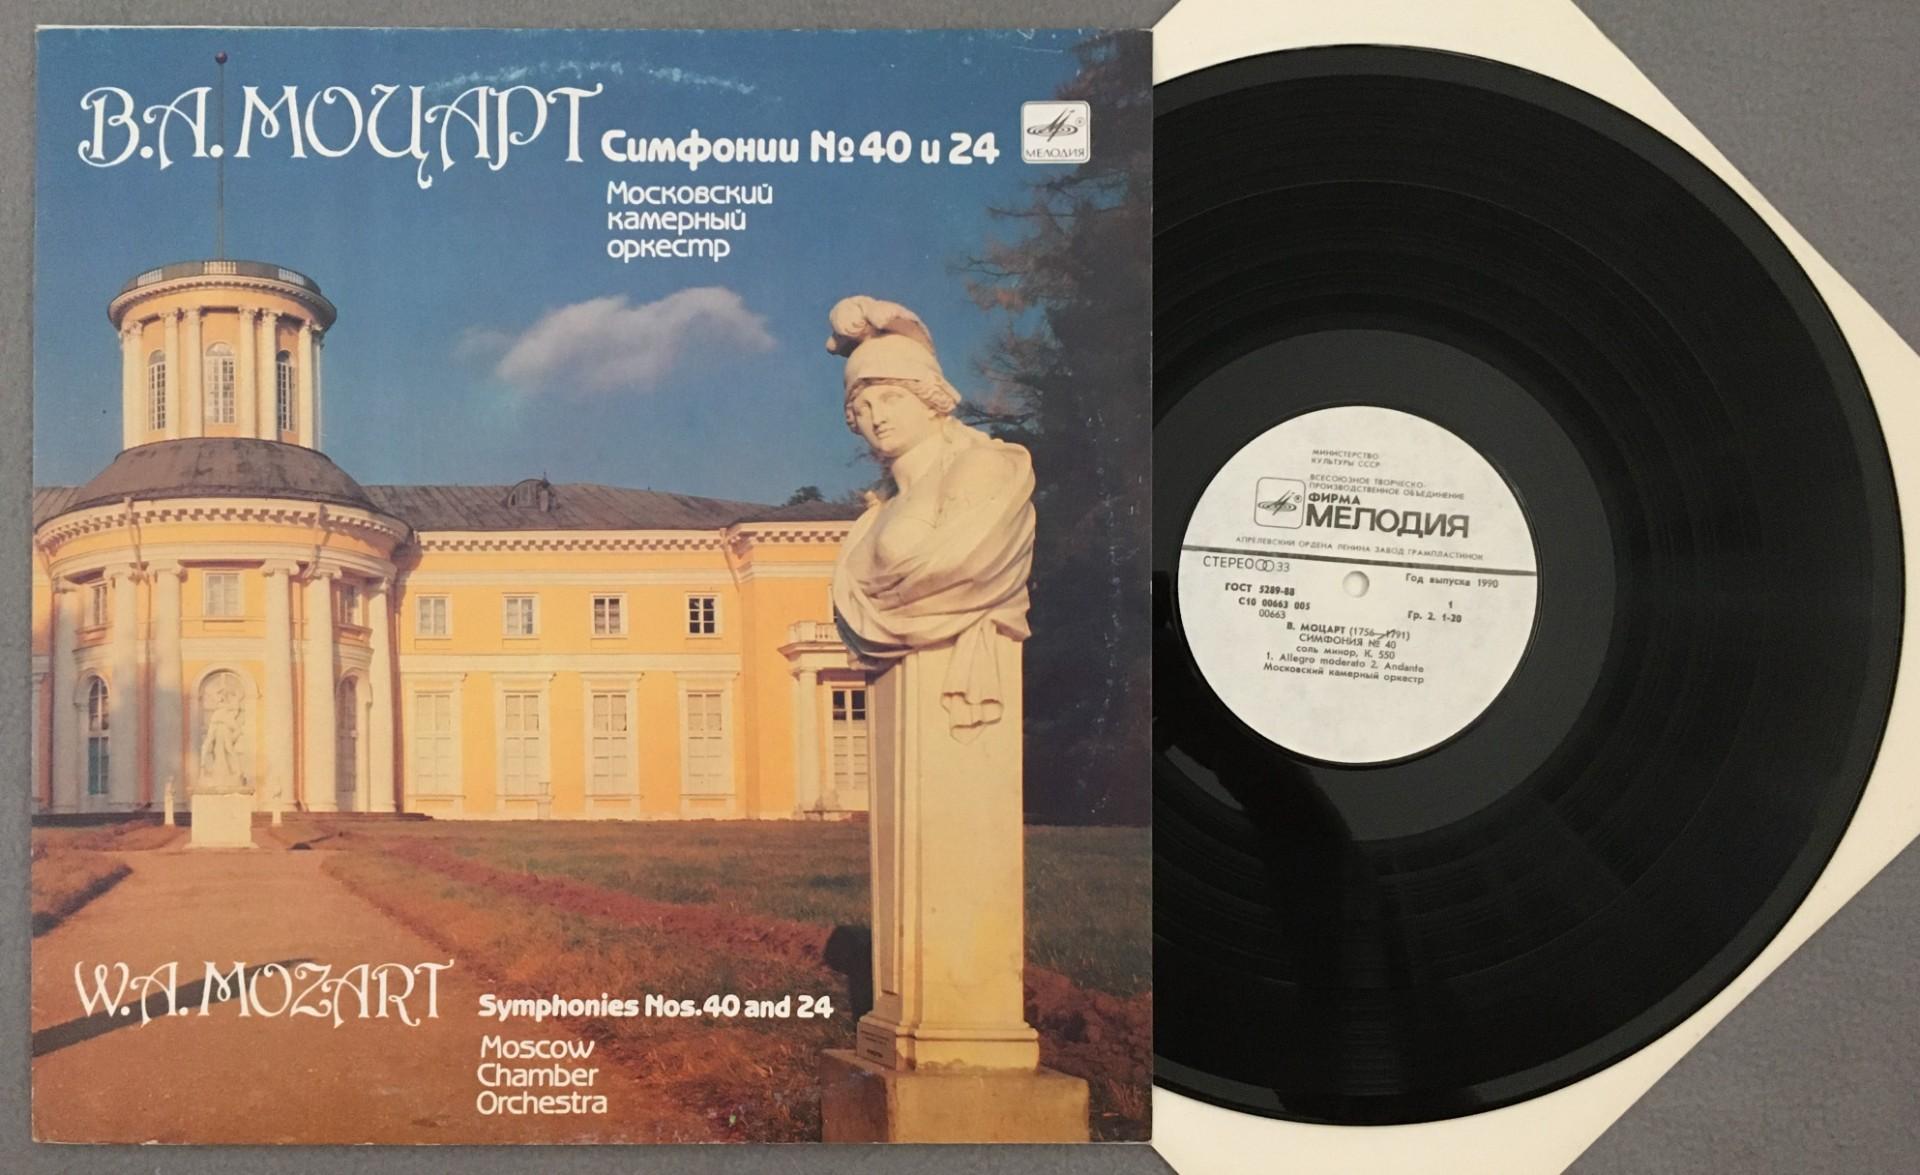 В.А. МОЦАРТ
Симфонии № 40 и 24
Московский
камерный
оркестр
МЕЛОДИЯ
W.A. MOZART
Symphonies Nos. 40 and 24
Moscow
Chamber
Orchestra
МИНИСТЕРСТВО
КУЛЬТУРЫ СССР
ВСЕСОЮЗНОЕ ТВОРЧЕСКО-
ПРОИЗВОДСТВЕННОЕ ОБЪЕДИНЕНИЕ
ФИРМА
МЕЛОДИЯ
АПРЕЛЕВСКИЙ ОРДЕНА ЛЕНИНА ЗАВОД ГРАМПЛАСТИНОК
СТЕРЕО 33
Год выпуска 1990
ГОСТ 5289-88
С10 00663 005
00663
1
Гр. 2. 1-20
В. МОЦАРТ (1756—1791)
СИМФОНИЯ № 40
соль минор, К. 550
1. Allegro moderato 2. Andante
Московский камерный оркестр